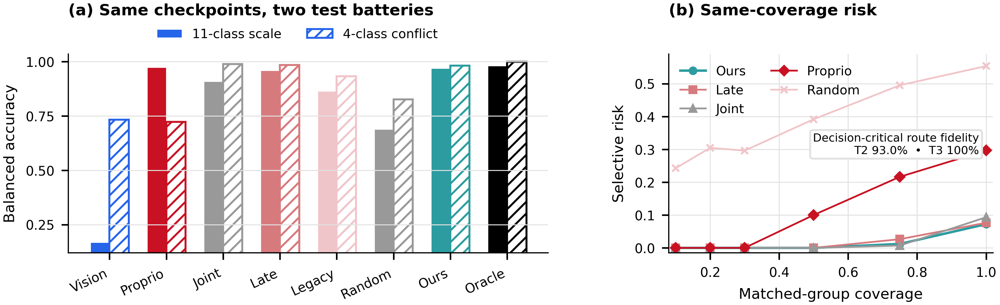 (a) Same checkpoints, two test batteries
11-class scale
4-class conflict
Balanced accuracy
1.00
0.75
0.50
0.25
Vision
Proprio
Joint
Late
Legacy
Random
Ours
Oracle
(b) Same-coverage risk
Ours
Late
Joint
Proprio
Random
Decision-critical route fidelity
T2 93.0% • T3 100%
Selective risk
0.5
0.4
0.3
0.2
0.1
0.0
0.2
0.4
0.6
0.8
1.0
Matched-group coverage